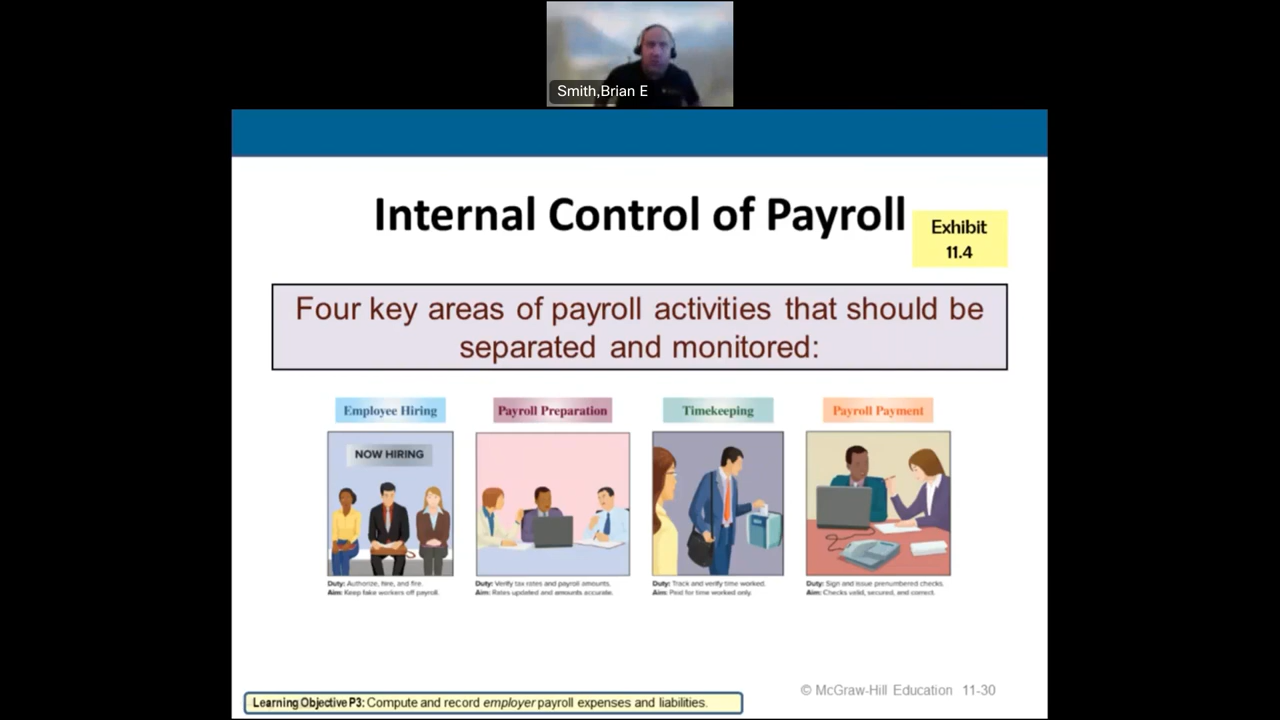 Smith,Brian E
Internal Control of Payroll
Exhibit
11.4
Four key areas of payroll activities that should be
separated and monitored:
Employee Hiring
NOW HIRING
Duty: Authorize, hire, and fire.
Aim: Keep fake workers off payroll.
Payroll Preparation
Duty: Verify tax rates and payroll amounts.
Aim: Rates updated and amounts accurate.
Timekeeping
Duty: Track and verify time worked.
Aim: Paid for time worked only.
Payroll Payment
Duty: Sign and issue prenumbered checks.
Aim: Checks valid, secured, and correct.
© McGraw-Hill Education 11-30
Learning Objective P3: Compute and record employer payroll expenses and liabilities.